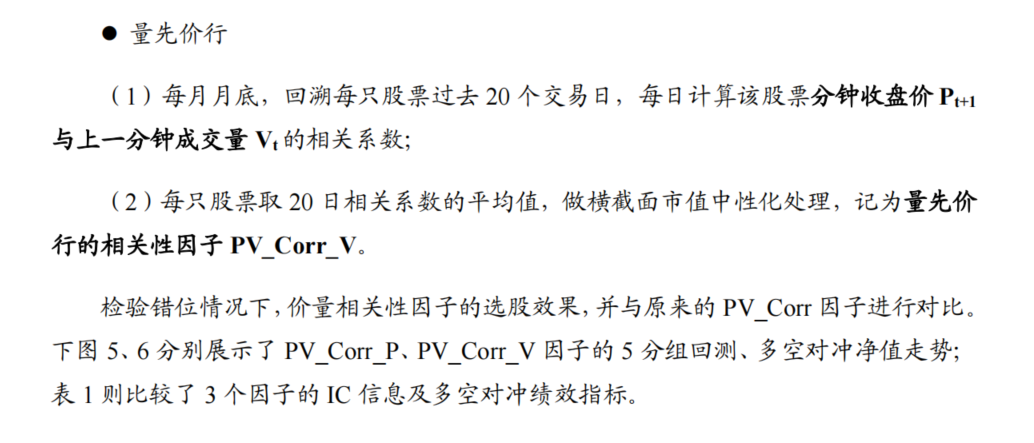 ● 量先价行
（1）每月月底，回溯每只股票过去 20 个交易日，每日计算该股票分钟收盘价 Pt+1
与上一分钟成交量 Vt 的相关系数；
（2）每只股票取 20 日相关系数的平均值，做横截面市值中性化处理，记为量先价
行的相关性因子 PV_Corr_V。
检验错位情况下，价量相关性因子的选股效果，并与原来的 PV_Corr 因子进行对比。
下图 5、6 分别展示了 PV_Corr_P、PV_Corr_V 因子的 5 分组回测、多空对冲净值走势；
表 1 则比较了 3 个因子的 IC 信息及多空对冲绩效指标。